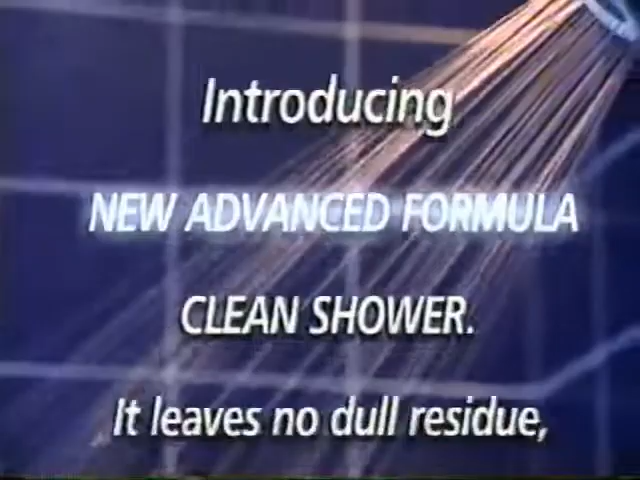 Introducing
NEW ADVANCED FORMULA
CLEAN SHOWER.
It leaves no dull residue,